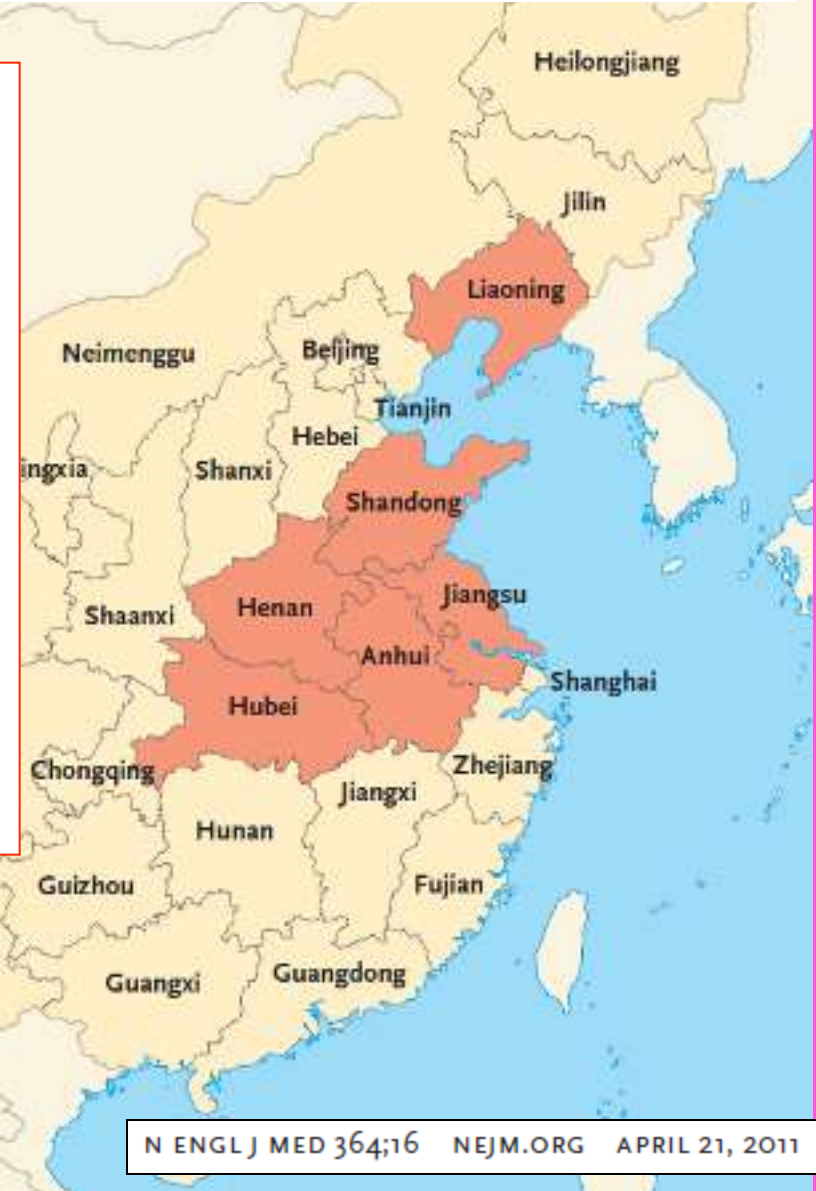 Heilongjiang
Jilin
Liaoning
Neimenggu
Beijing
Tianjin
Hebei
ingxia
Shanxi
Shandong
Jiangsu
Henan
Shaanxi
Anhui
Shanghai
Hubei
Zhejiang
Chongqing
Jiangxi
Hunan
Guizhou
Fujian
Guangdong
Guangxi
N ENGL J MED 364;16 NEJM.ORG APRIL 21, 2011